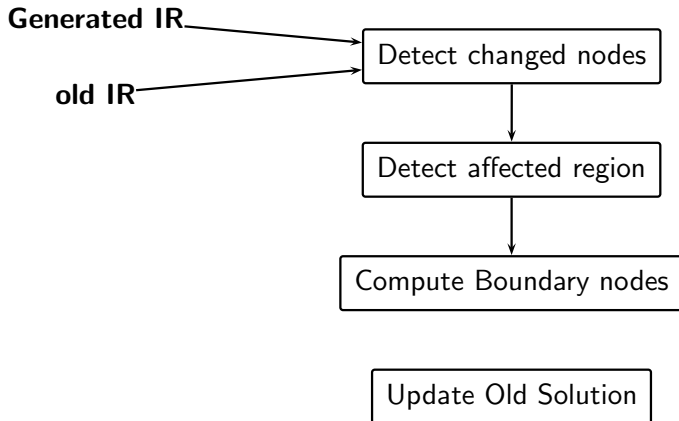 Generated IR
Detect changed nodes
old IR
Detect affected region
Compute Boundary nodes
Update Old Solution